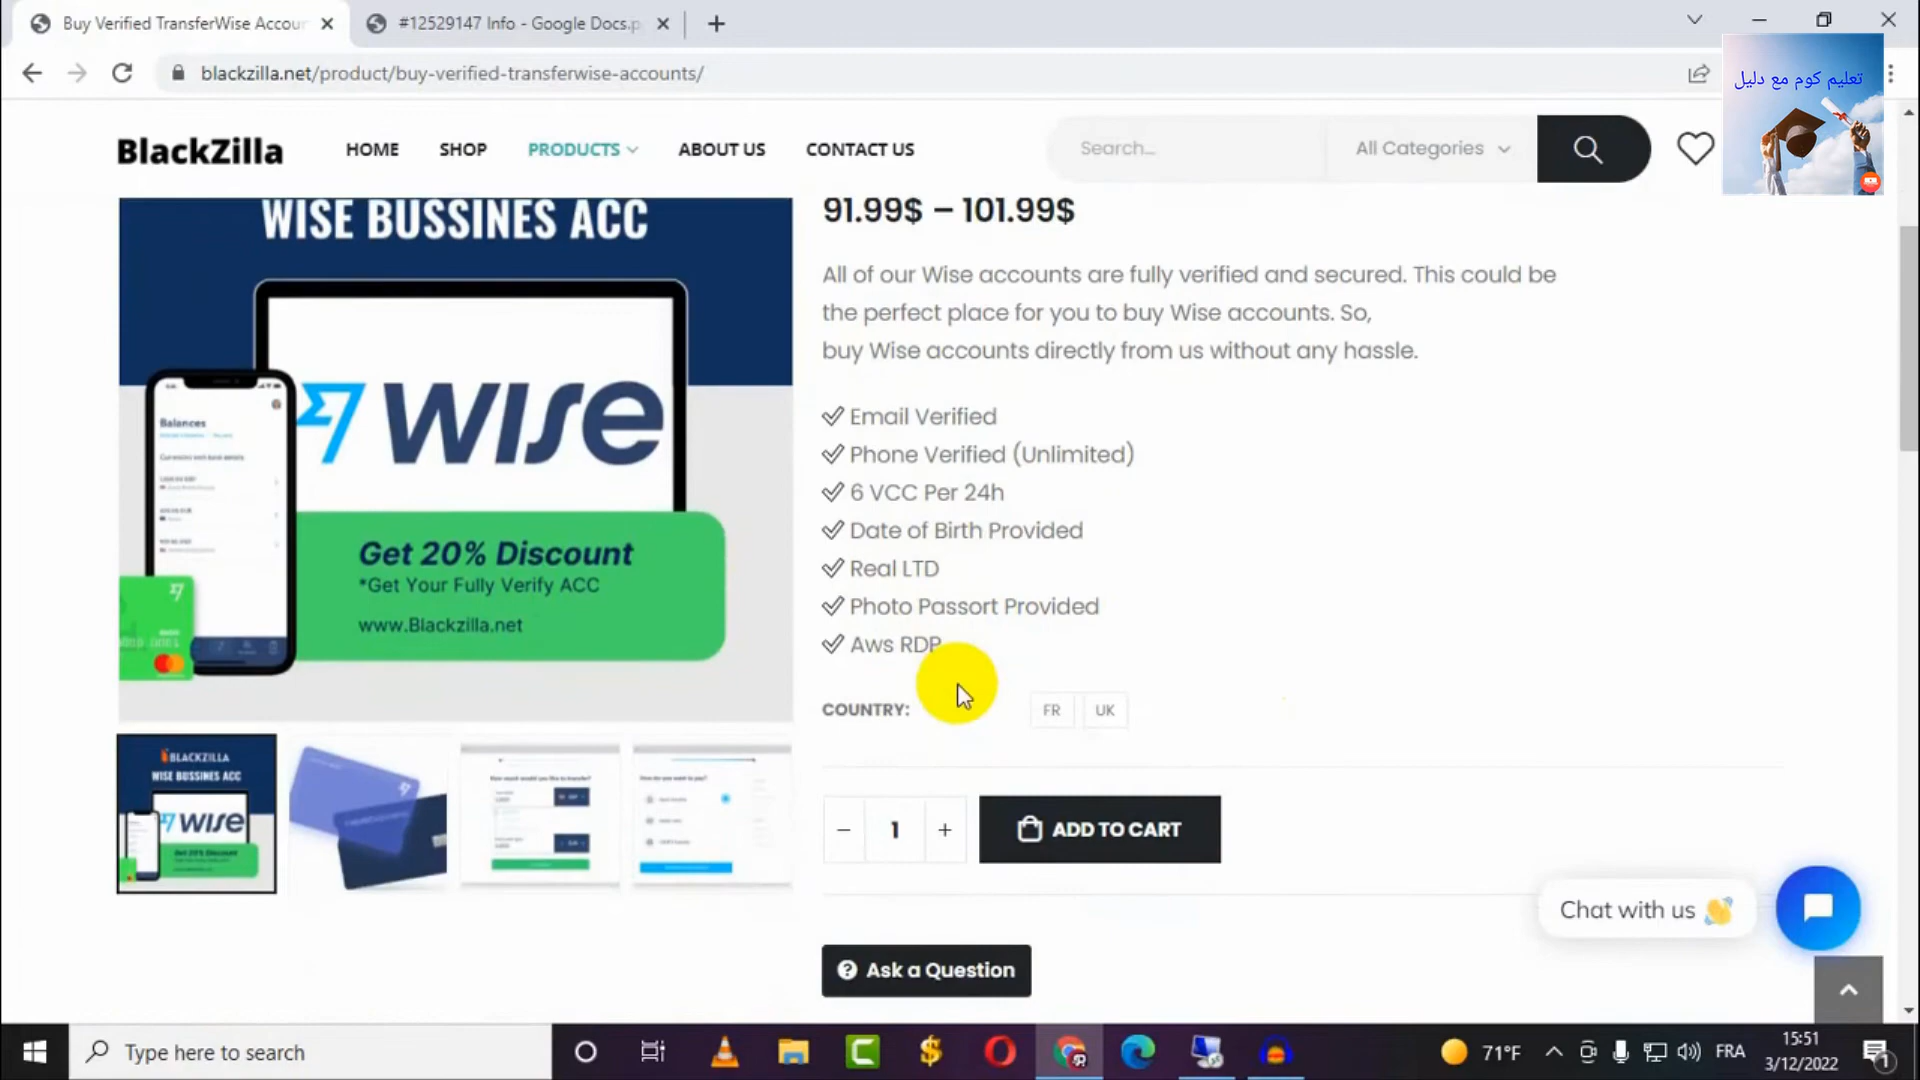 Buy Verified TransferWise Accoun
#12529147 Info - Google Docs.p
blackzilla.net/product/buy-verified-transferwise-accounts/
تعليم كوم مع دليل
BlackZilla
HOME
SHOP
PRODUCTS
ABOUT US
CONTACT US
Search...
All Categories
WISE BUSSINES ACC
Balances
WISE
Get 20% Discount
*Get Your Fully Verify ACC
www.Blackzilla.net
91.99$ – 101.99$
All of our Wise accounts are fully verified and secured. This could be
the perfect place for you to buy Wise accounts. So,
buy Wise accounts directly from us without any hassle.
Email Verified
Phone Verified (Unlimited)
6 VCC Per 24h
Date of Birth Provided
Real LTD
Photo Passort Provided
Aws RDP
COUNTRY:
FR
UK
BLACKZILLA
WISE BUSSINES ACC
WISE
Get 20% Discount
- 1 +
ADD TO CART
Chat with us
Ask a Question
Type here to search
71°F
FRA
15:51
3/12/2022
1